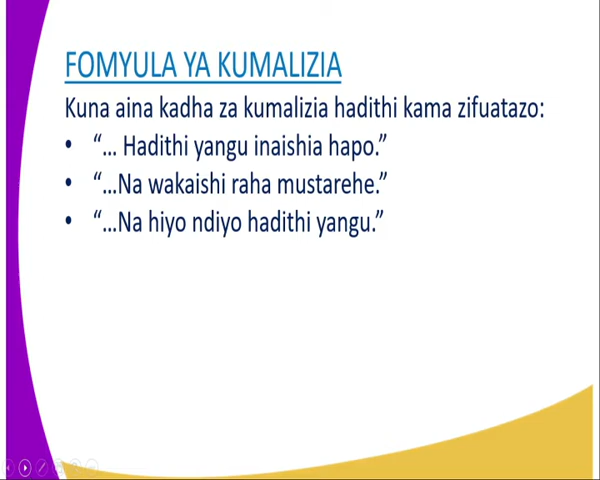 FOMYULA YA KUMALIZIA
Kuna aina kadha za kumalizia hadithi kama zifuatazo:
• “... Hadithi yangu inaishia hapo.”
• “...Na wakaishi raha mustarehe.”
• “...Na hiyo ndiyo hadithi yangu.”